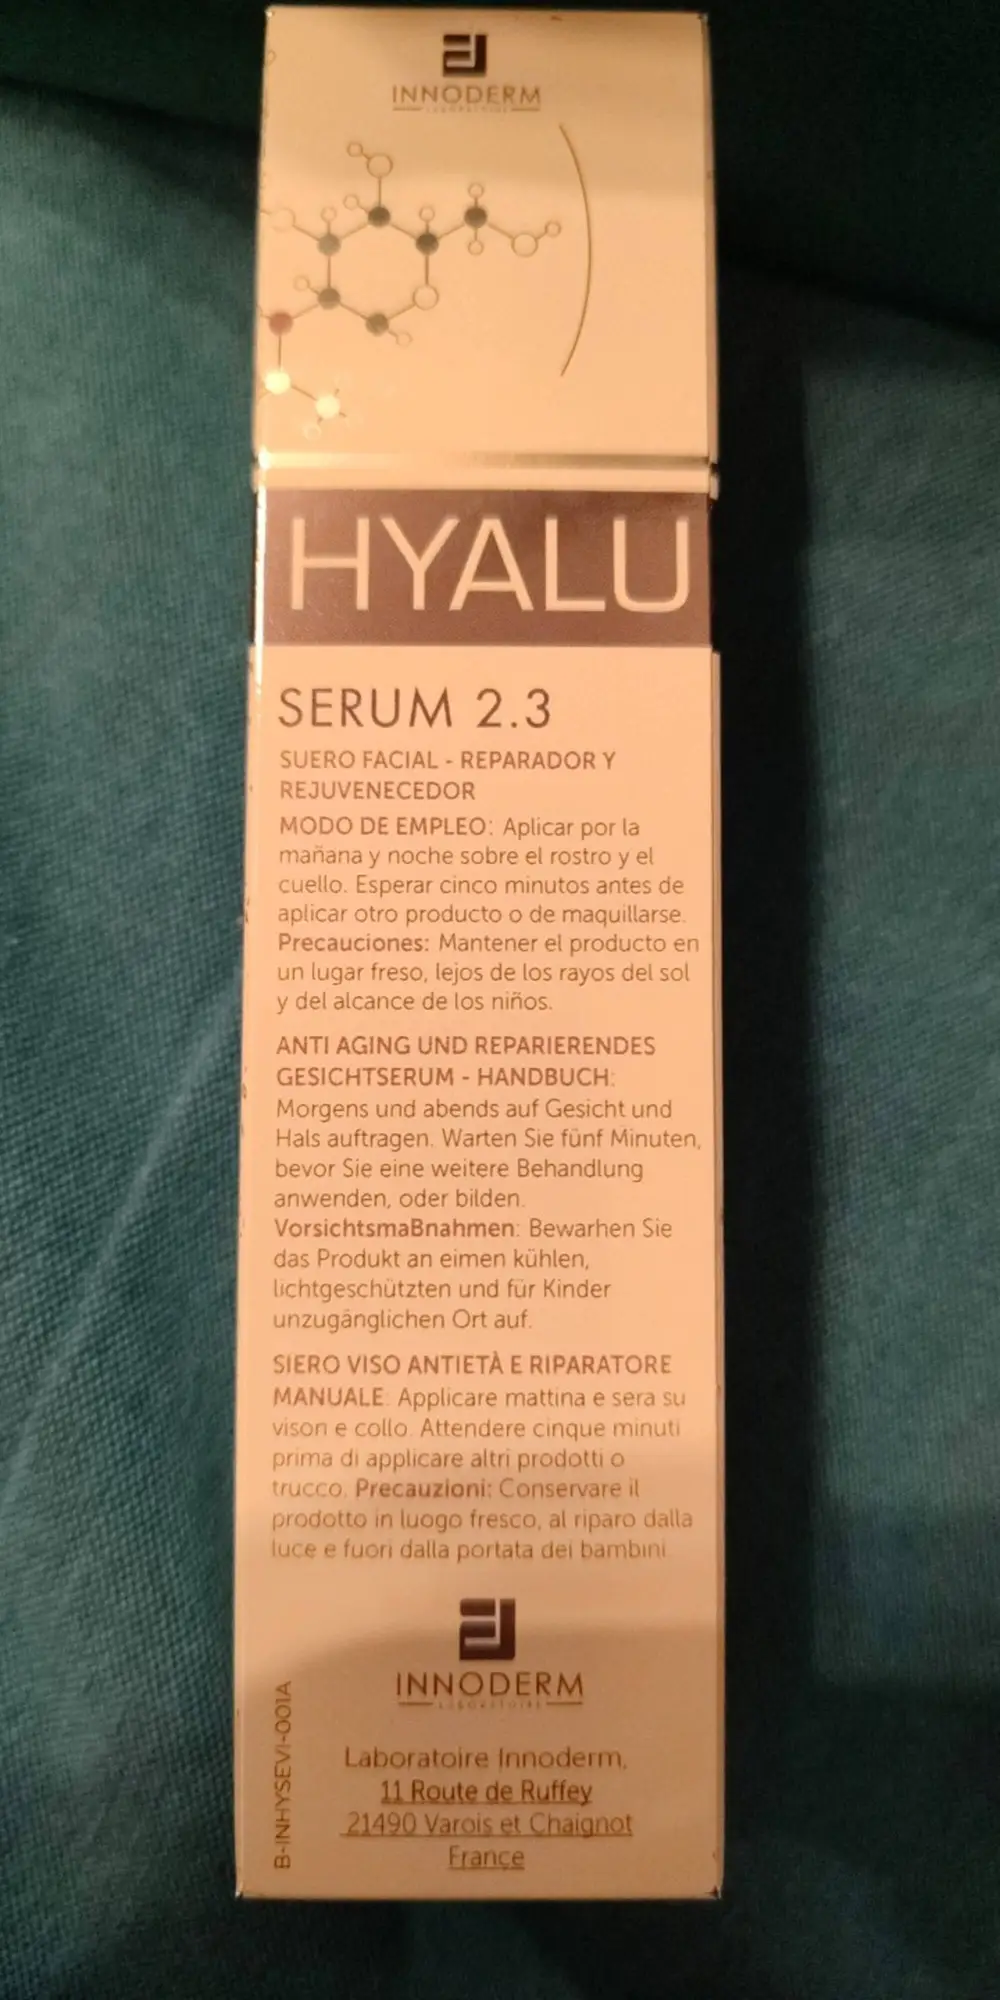 INNODERM
LABORATOIRE
HYALU
SERUM 2.3
SUERO FACIAL - REPARADOR Y
REJUVENECEDOR
MODO DE EMPLEO: Aplicar por la
mañana y noche sobre el rostro y el
cuello. Esperar cinco minutos antes de
aplicar otro producto o de maquillarse.
Precauciones: Mantener el producto en
un lugar freso, lejos de los rayos del sol
y del alcance de los niños.
ANTI AGING UND REPARIERENDES
GESICHTSERUM - HANDBUCH:
Morgens und abends auf Gesicht und
Hals auftragen. Warten Sie fünf Minuten,
bevor Sie eine weitere Behandlung
anwenden, oder bilden.
VorsichtsmaBnahmen: Bewarhen Sie
das Produkt an eimen kühlen,
lichtgeschützten und für Kinder
unzugänglichen Ort auf.
SIERO VISO ANTIETÀ E RIPARATORE
MANUALE: Applicare mattina e sera su
vison e collo. Attendere cinque minuti
prima di applicare altri prodotti o
trucco. Precauzioni: Conservare il
prodotto in luogo fresco, al riparo dalla
luce e fuori dalla portata dei bambini.
INNODERM
LABORATOIRE
B-INHYSEVI-001A
Laboratoire Innoderm,
11 Route de Ruffey
21490 Varois et Chaignot
France